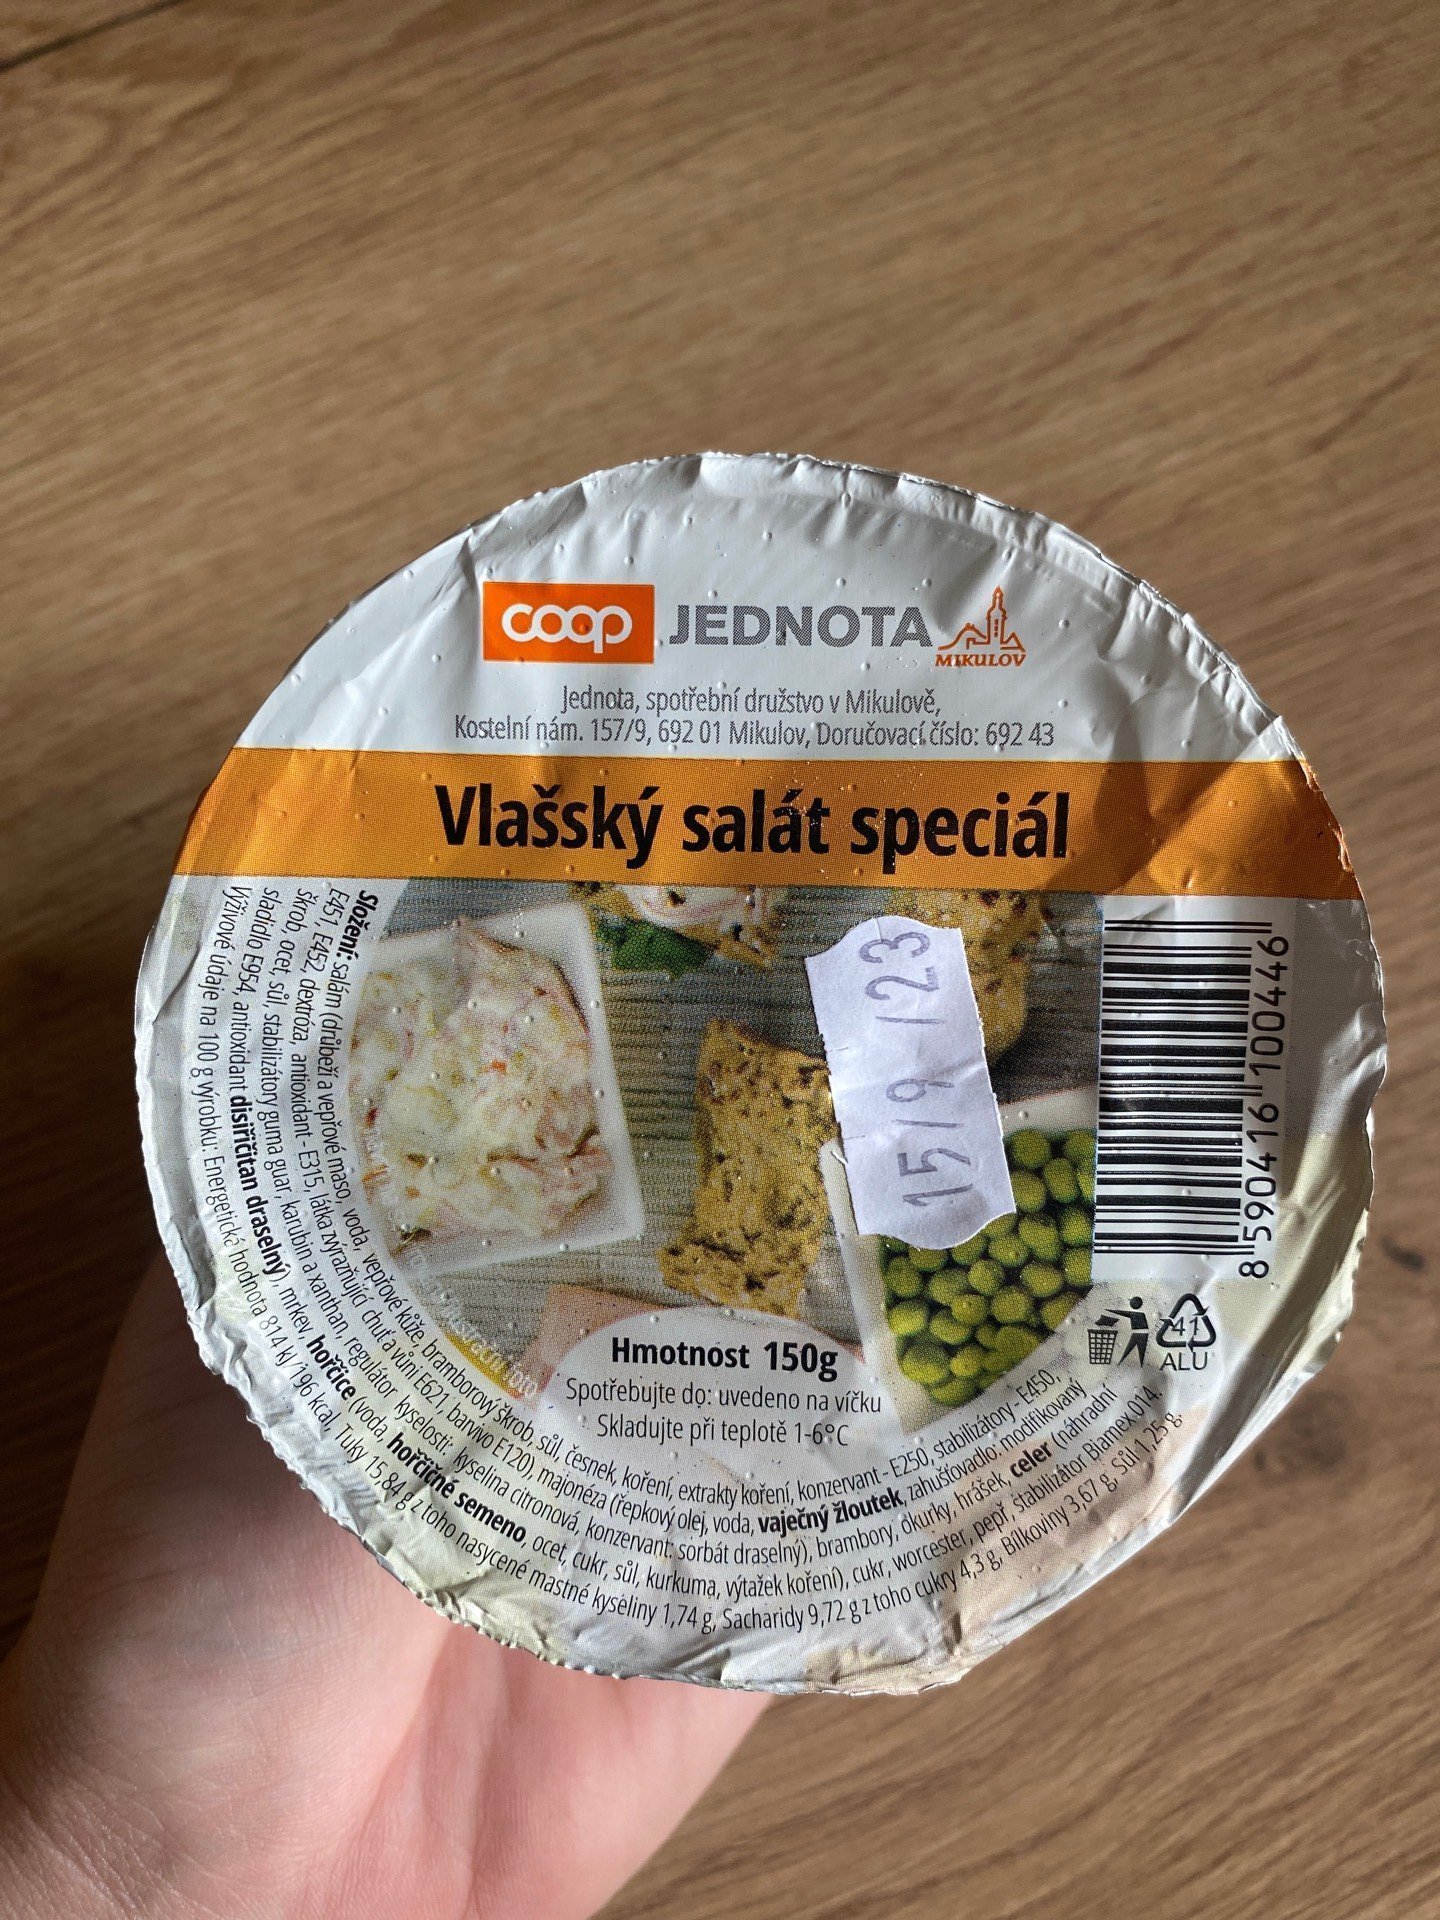 coop JEDNOTA
MIKULOV
Jednota, spotřební družstvo v Mikulově,
Kostelní nám. 157/9, 692 01 Mikulov, Doručovací číslo: 692 43
Vlašský salát speciál
15/9/23
8 590416 100446
41
ALU
Ilustrační foto
Hmotnost 150g
Spotřebujte do: uvedeno na víčku
Skladujte při teplotě 1-6°C
Složení: salám (drůbeží a vepřové maso, voda, vepřové kůže, bramborový škrob, sůl, česnek, koření, extrakty koření, konzervant - E250, stabilizátory - E450,
E451, E452, dextróza, antioxidant - E315, látka zvýrazňující chuť a vůni E621, barvivo E120), majonéza (řepkový olej, voda, vaječný žloutek, zahušťovadlo: modifikovaný
škrob, ocet, sůl, stabilizátory guma guar, karubin a xanthan, regulátor kyselosti: kyselina citronová, konzervant: sorbát draselný), brambory, okurky, hrášek, celer (náhradní
sladidlo E954, antioxidant disiřičitan draselný), mrkev, hořčice (voda, hořčičné semeno, ocet, cukr, sůl, kurkuma, výtažek koření), cukr, worcester, pepř, stabilizátor Biamex 014,
Výživové údaje na 100 g výrobku: Energetická hodnota 814 kJ/196 kcal, Tuky 15,84 g z toho nasycené mastné kyseliny 1,74 g, Sacharidy 9,72 g z toho cukry 4,3 g, Bílkoviny 3,67 g, Sůl 1,25 g.